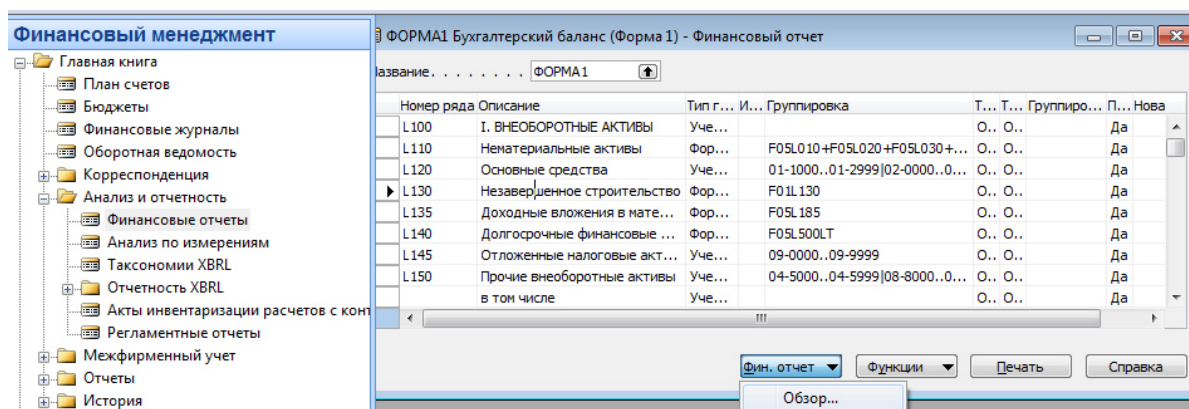 Финансовый менеджмент
Главная книга
План счетов
Бюджеты
Финансовые журналы
Оборотная ведомость
Корреспонденция
Анализ и отчетность
Финансовые отчеты
Анализ по измерениям
Таксономии XBRL
Отчетность XBRL
Акты инвентаризации расчетов с конт
Регламентные отчеты
Межфирменный учет
Отчеты
История
ФОРМА1 Бухгалтерский баланс (Форма 1) - Финансовый отчет
Название. . . . . . . . ФОРМА1
Номер ряда Описание Тип г... И... Группировка Т... Т... Группиро... П... Нова
L100 I. ВНЕОБОРОТНЫЕ АКТИВЫ Уче... О.. О.. Да
L110 Нематериальные активы Фор... F05L010+F05L020+F05L030+... О.. О.. Да
L120 Основные средства Уче... 01-1000..01-2999|02-0000..0... О.. О.. Да
L130 Незавершенное строительство Фор... F01L130 О.. О.. Да
L135 Доходные вложения в мате... Фор... F05L185 О.. О.. Да
L140 Долгосрочные финансовые ... Фор... F05L500LT О.. О.. Да
L145 Отложенные налоговые акт... Уче... 09-0000..09-9999 О.. О.. Да
L150 Прочие внеоборотные активы Уче... 04-5000..04-5999|08-8000..0... О.. О.. Да
в том числе Уче... О.. О.. Да
Фин. отчет Функции Печать Справка
Обзор...